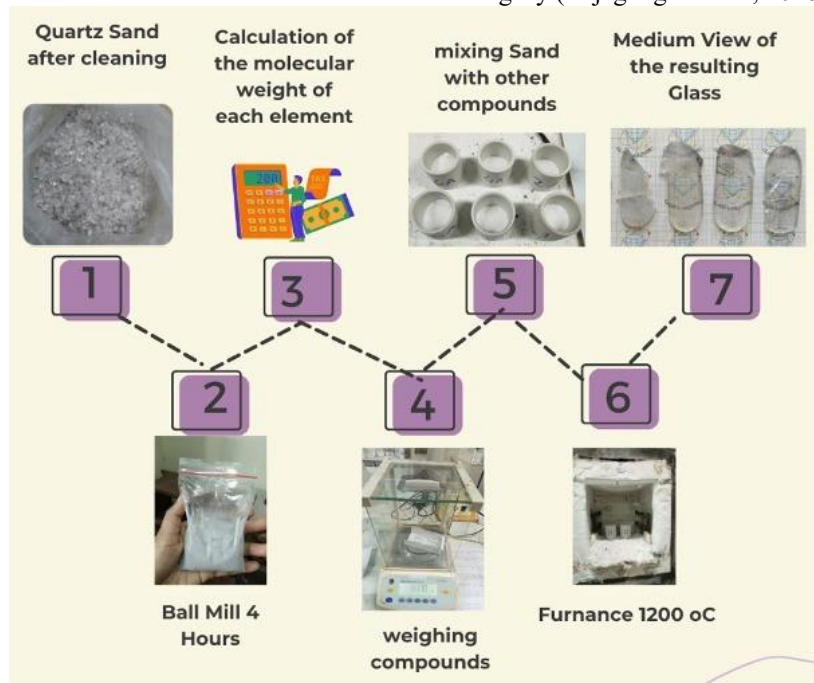 Quartz Sand
after cleaning
Calculation of
the molecular
weight of
each element
mixing Sand
with other
compounds
Medium View of
the resulting
Glass
1
3
5
7
2
4
6
Ball Mill 4
Hours
weighing
compounds
Furnance 1200 oC